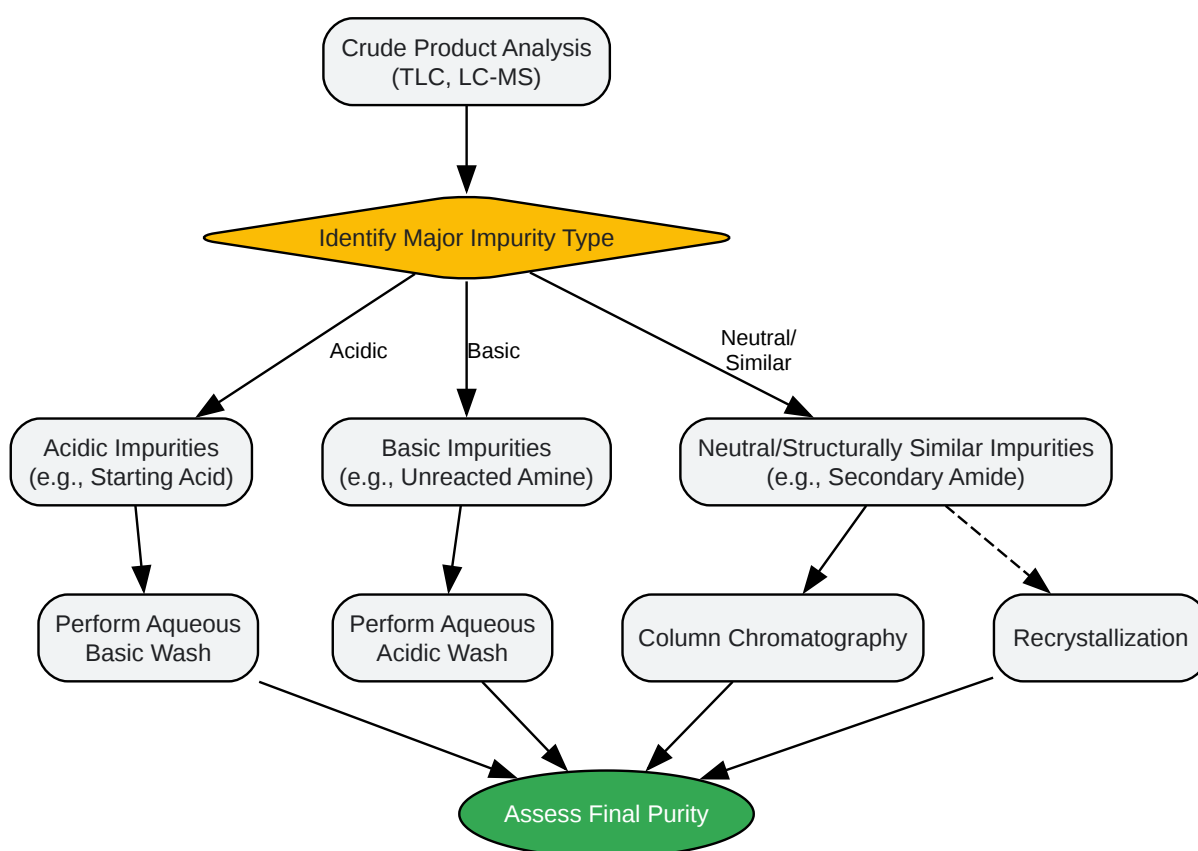 Crude Product Analysis
(TLC, LC-MS)
Identify Major Impurity Type
Acidic
Basic
Neutral/
Similar
Acidic Impurities
(e.g., Starting Acid)
Basic Impurities
(e.g., Unreacted Amine)
Neutral/Structurally Similar Impurities
(e.g., Secondary Amide)
Perform Aqueous
Basic Wash
Perform Aqueous
Acidic Wash
Column Chromatography
Recrystallization
Assess Final Purity